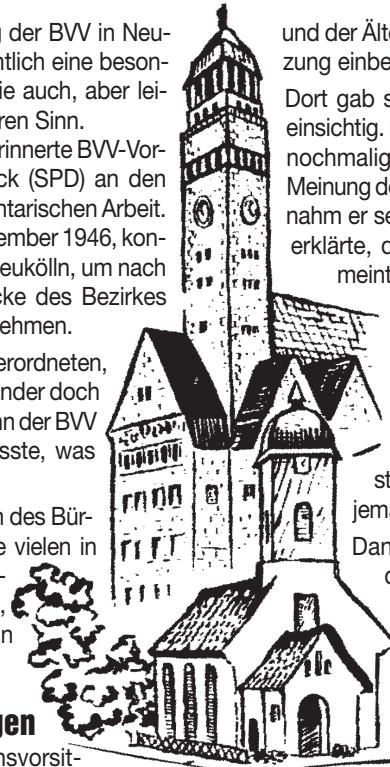 g der BVV in Neu-
ntlich eine beson-
ie auch, aber lei-
ren Sinn.
rinnerte BVV-Vor-
ck (SPD) an den
ntarischen Arbeit.
ember 1946, kon-
eukölln, um nach
cke des Bezirkes
nehmen.
erordneten,
ander doch
nn der BVV
sste, was
n des Bür-
e vielen in
-
,
n
gen
nsvorsit-
und der Älte
zung einbe
Dort gab s
einsichtig.
nochmalig
Meinung de
nahm er se
erklärte, d
meint
st
jema
Dan